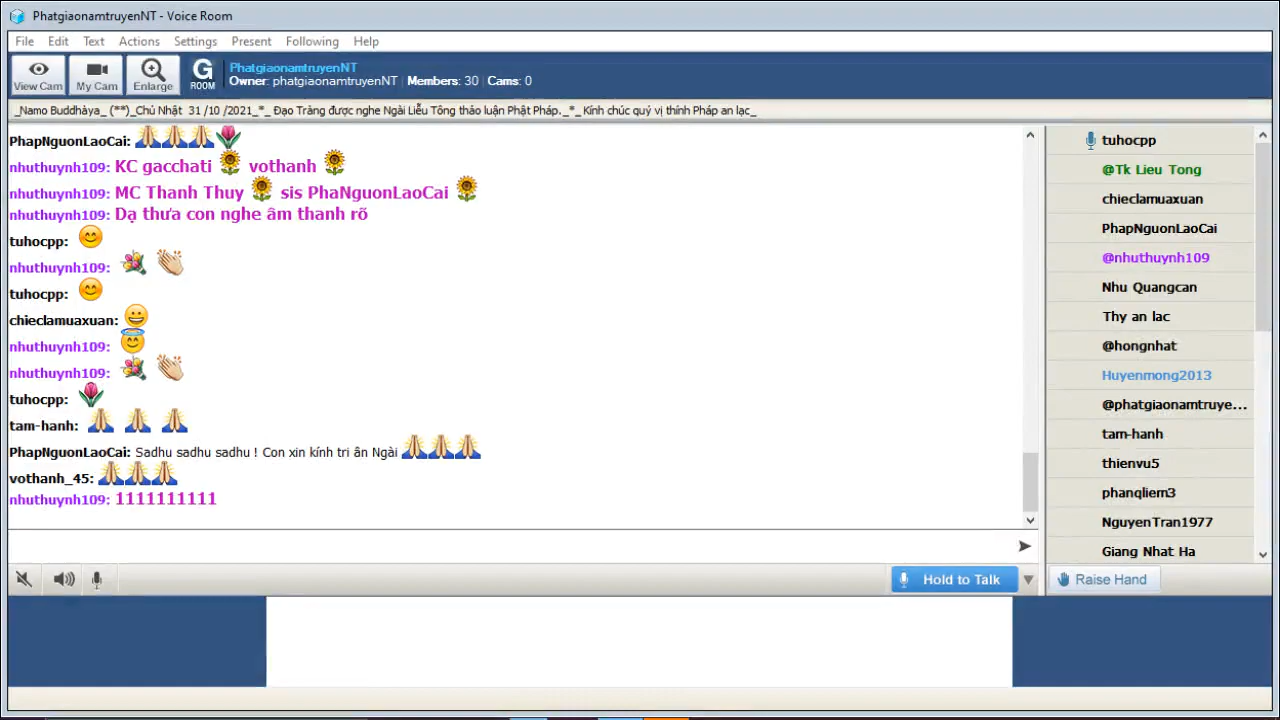 PhatgiaonamtruyenNT - Voice Room
File Edit Text Actions Settings Present Following Help
View Cam My Cam Enlarge G ROOM
PhatgiaonamtruyenNT
Owner: phatgiaonamtruyenNT Members: 30 Cams: 0
_Namo Buddhàya_ (**)_Chủ Nhật 31 /10 /2021_*_ Đạo Tràng được nghe Ngài Liễu Tông thảo luận Phật Pháp._*_ Kính chúc quý vị thính Pháp an lạc_
PhapNguonLaoCai:
nhuthuynh109: KC gacchati vothanh
nhuthuynh109: MC Thanh Thuy sis PhaNguonLaoCai
nhuthuynh109: Dạ thưa con nghe âm thanh rõ
tuhocpp:
nhuthuynh109:
tuhocpp:
chieclamuaxuan:
nhuthuynh109:
nhuthuynh109:
tuhocpp:
tam-hanh:
PhapNguonLaoCai: Sadhu sadhu sadhu ! Con xin kính tri ân Ngài
vothanh_45:
nhuthuynh109: 1111111111
tuhocpp
@Tk Lieu Tong
chieclamuaxuan
PhapNguonLaoCai
@nhuthuynh109
Nhu Quangcan
Thy an lac
@hongnhat
Huyenmong2013
@phatgiaonamtruye...
tam-hanh
thienvu5
phanqliem3
NguyenTran1977
Giang Nhat Ha
Hold to Talk
Raise Hand